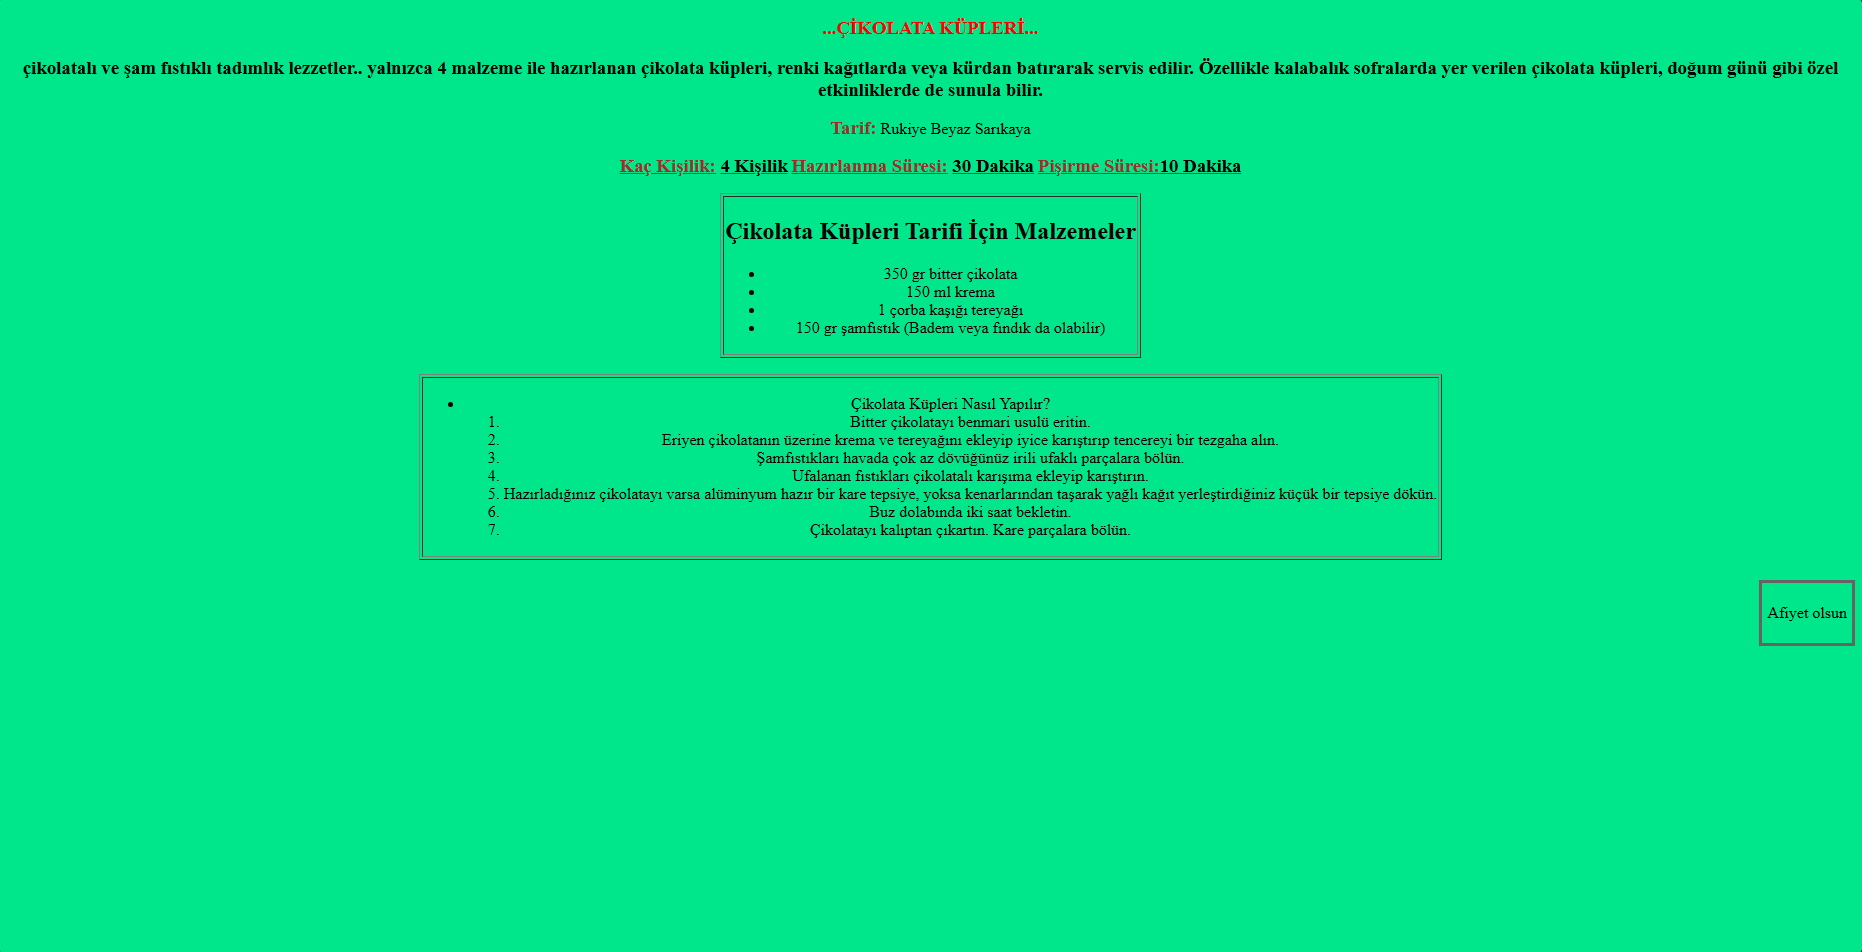 ...ÇİKOLATA KÜPLERİ...
çikolatalı ve şam fıstıklı tadımlık lezzetler.. yalnızca 4 malzeme ile hazırlanan çikolata küpleri, renki kağıtlarda veya kürdan batırarak servis edilir. Özellikle kalabalık sofralarda yer verilen çikolata küpleri, doğum günü gibi özel
etkinliklerde de sunula bilir.
Tarif: Rukiye Beyaz Sarıkaya
Kaç Kişilik: 4 Kişilik Hazırlanma Süresi: 30 Dakika Pişirme Süresi:10 Dakika
Çikolata Küpleri Tarifi İçin Malzemeler
• 350 gr bitter çikolata
• 150 ml krema
• 1 çorba kaşığı tereyağı
• 150 gr şamfıstık (Badem veya fındık da olabilir)
• Çikolata Küpleri Nasıl Yapılır?
1. Bitter çikolatayı benmari usulü eritin.
2. Eriyen çikolatanın üzerine krema ve tereyağını ekleyip iyice karıştırıp tencereyi bir tezgaha alın.
3. Şamfıstıkları havada çok az dövüğünüz irili ufaklı parçalara bölün.
4. Ufalanan fıstıkları çikolatalı karışıma ekleyip karıştırın.
5. Hazırladığınız çikolatayı varsa alüminyum hazır bir kare tepsiye, yoksa kenarlarından taşarak yağlı kağıt yerleştirdiğiniz küçük bir tepsiye dökün.
6. Buz dolabında iki saat bekletin.
7. Çikolatayı kalıptan çıkartın. Kare parçalara bölün.
Afiyet olsun